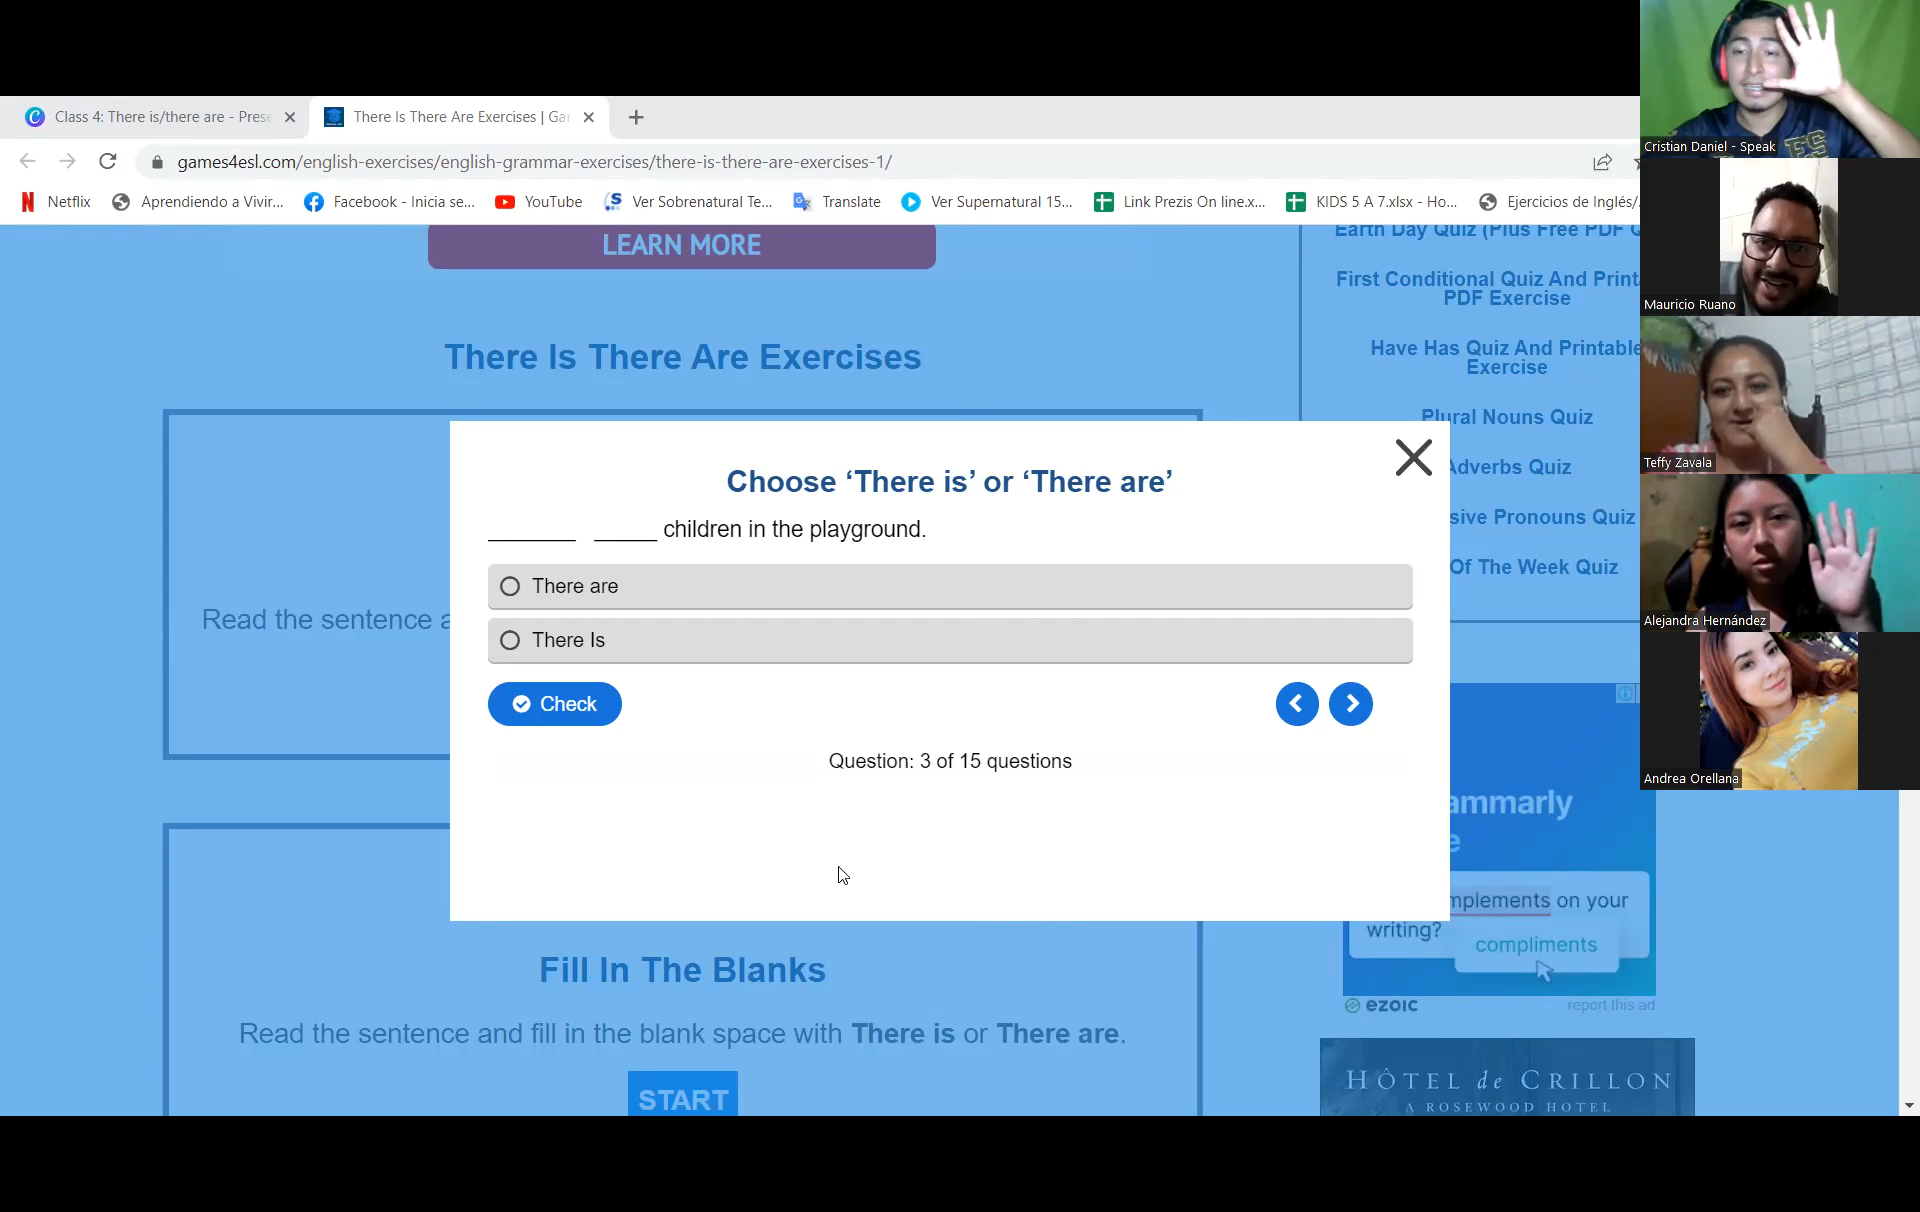 Class 4: There is/there are - Prese
There Is There Are Exercises | Ga
games4esl.com/english-exercises/english-grammar-exercises/there-is-there-are-exercises-1/
Netflix
Aprendiendo a Vivir...
Facebook - Inicia se...
YouTube
Ver Sobrenatural Te...
Translate
Ver Supernatural 15...
Link Prezis On line.x...
KIDS 5 A 7.xlsx - Ho...
Ejercicios de Inglés/
LEARN MORE
There Is There Are Exercises
Read the sentence a
Choose ‘There is’ or ‘There are’
_______ _____ children in the playground.
There are
There Is
Check
Question: 3 of 15 questions
Fill In The Blanks
Read the sentence and fill in the blank space with There is or There are.
START
Earth Day Quiz (Plus Free PDF Q
First Conditional Quiz And Print
PDF Exercise
Have Has Quiz And Printable
Exercise
Plural Nouns Quiz
Adverbs Quiz
sive Pronouns Quiz
Of The Week Quiz
ammarly
e
mplements on your
writing?
compliments
ezoic
report this ad
HÔTEL de CRILLON
A ROSEWOOD HOTEL
Cristian Daniel - Speak
Mauricio Ruano
Teffy Zavala
Alejandra Hernández
Andrea Orellana